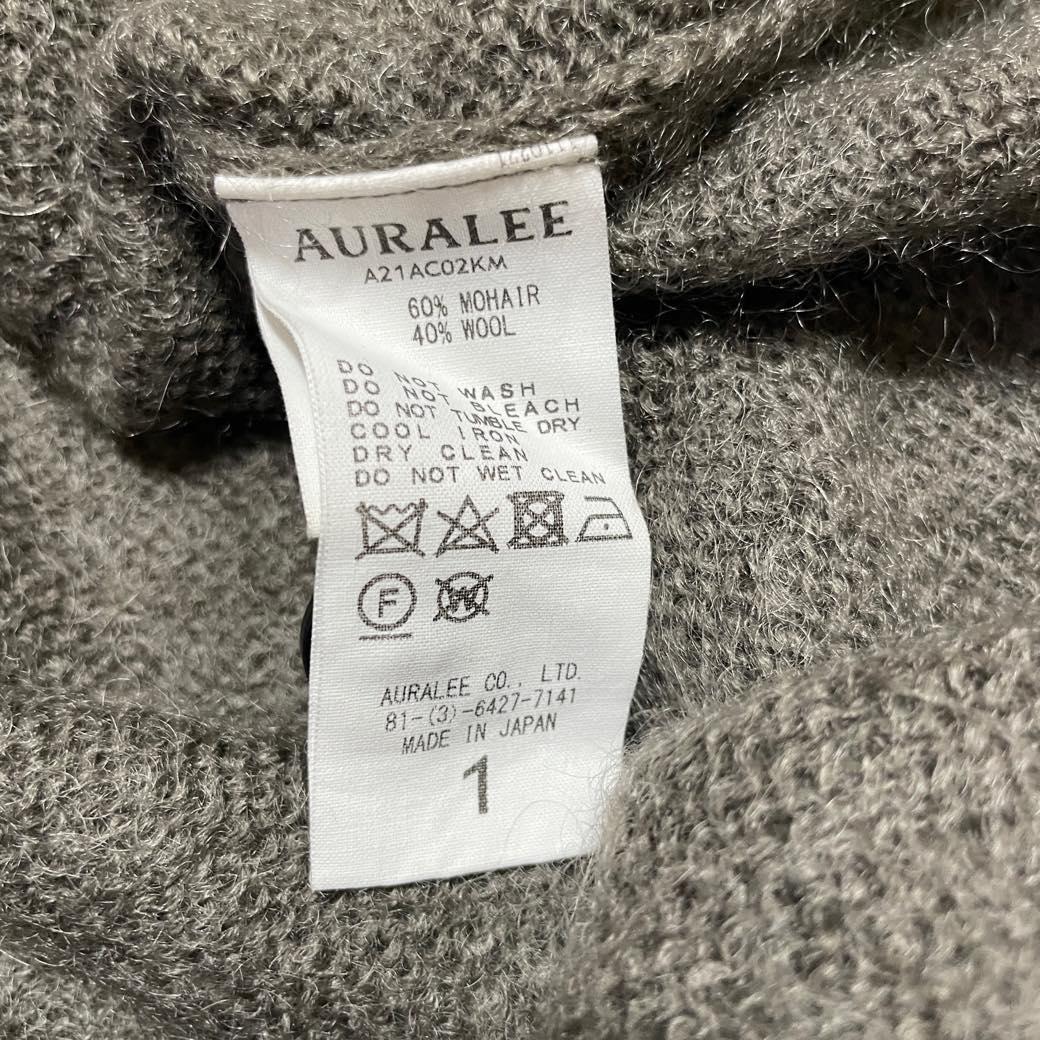 AURALEE
A21AC02KM
60% MOHAIR
40% WOOL
DO NOT WASH
DO NOT BLEACH
DO NOT TUMBLE DRY
COOL IRON
DRY CLEAN
DO NOT WET CLEAN
F
W
AURALEE CO., LTD.
81-(3)-6427-7141
MADE IN JAPAN
1